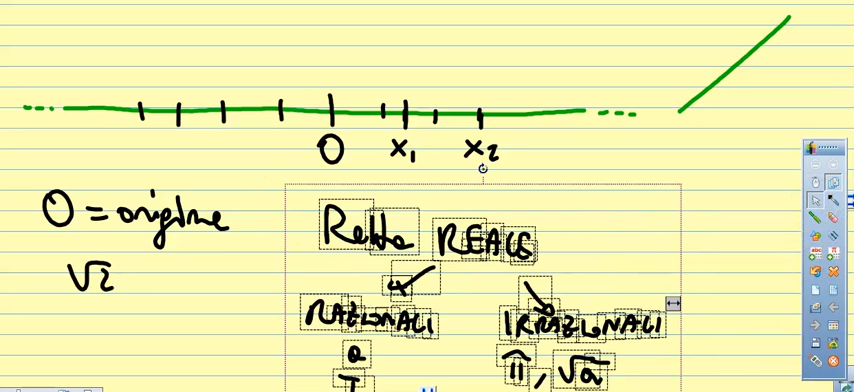 0 x₁ x₂
O = origine
Retta REALE
√2
RAZIONALI IRRAZIONALI
π, √a